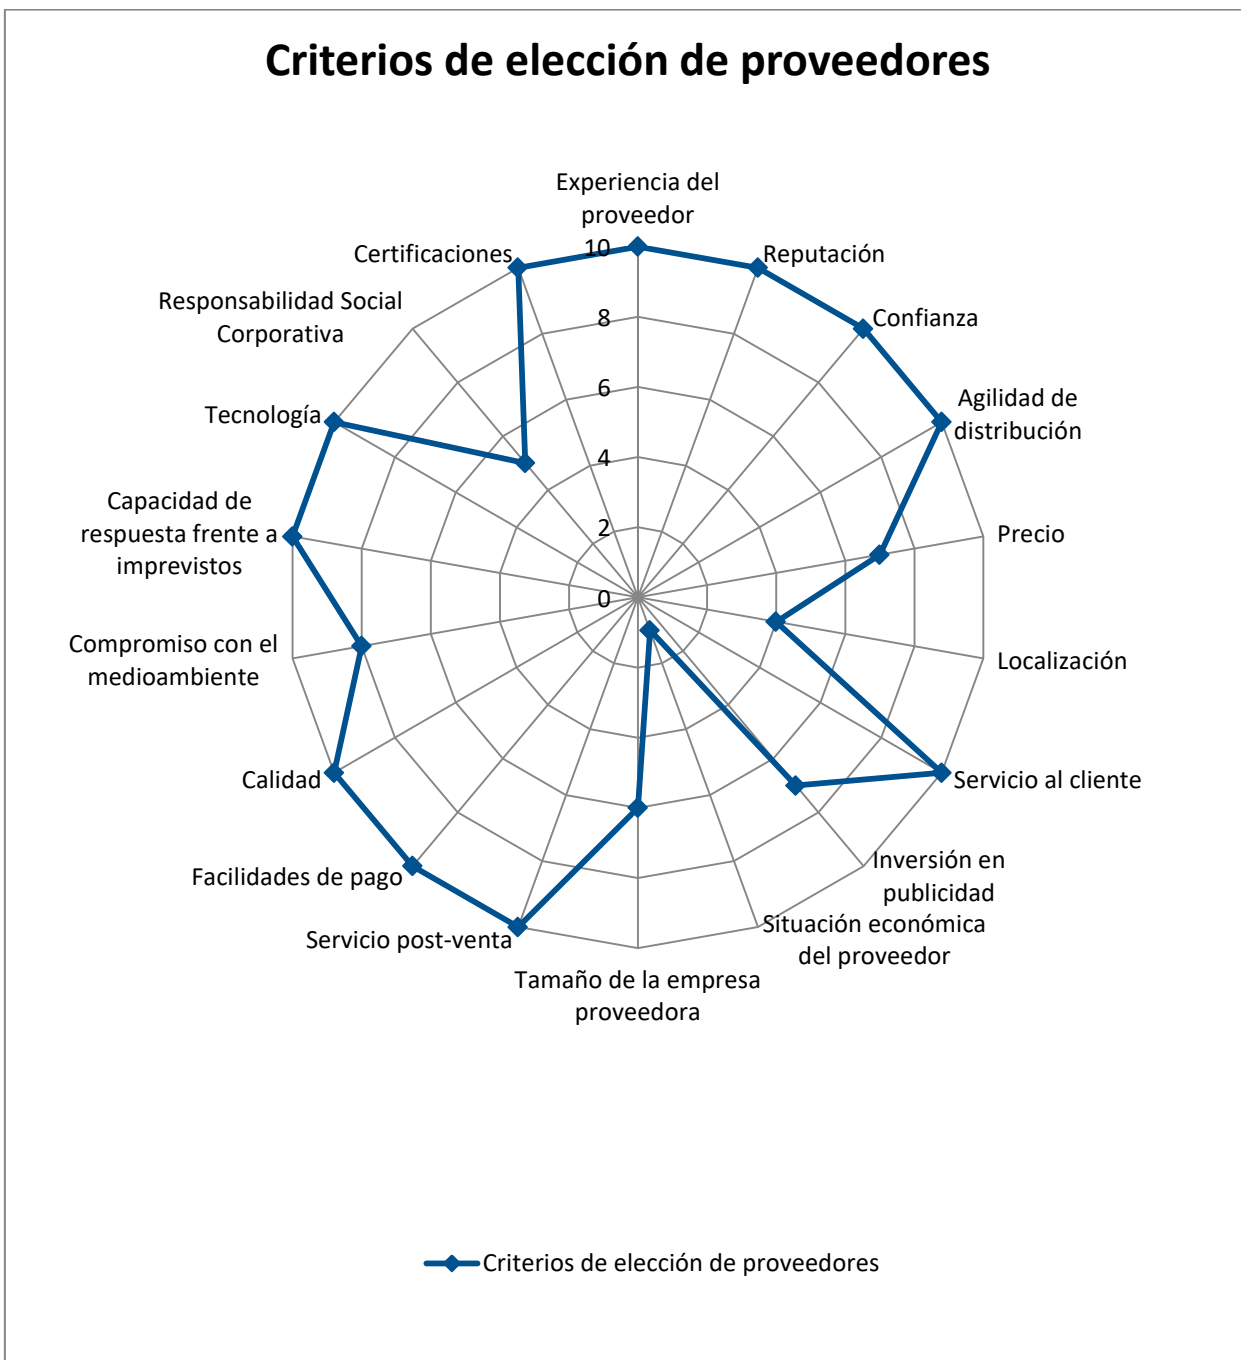 Criterios de elección de proveedores
Experiencia del
proveedor
Reputación
Confianza
Agilidad de
distribución
Precio
Localización
Servicio al cliente
Inversión en
publicidad
Situación económica
del proveedor
Tamaño de la empresa
proveedora
Servicio post-venta
Facilidades de pago
Calidad
Compromiso con el
medioambiente
Capacidad de
respuesta frente a
imprevistos
Tecnología
Responsabilidad Social
Corporativa
Certificaciones
10
8
6
4
2
0
Criterios de elección de proveedores